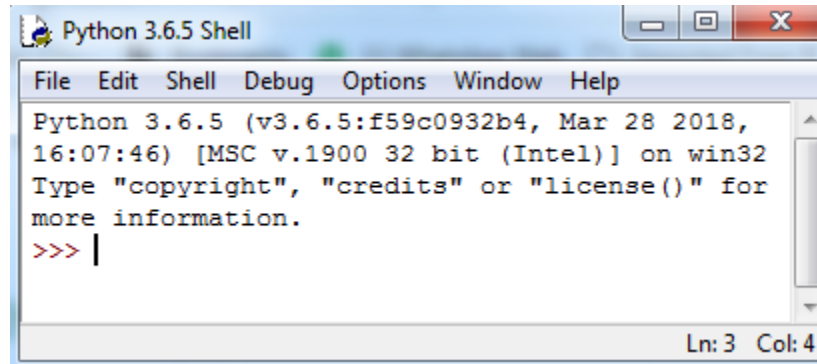 Python 3.6.5 Shell
File Edit Shell Debug Options Window Help
Python 3.6.5 (v3.6.5:f59c0932b4, Mar 28 2018,
16:07:46) [MSC v.1900 32 bit (Intel)] on win32
Type "copyright", "credits" or "license()" for
more information.
>>>
Ln: 3 Col: 4